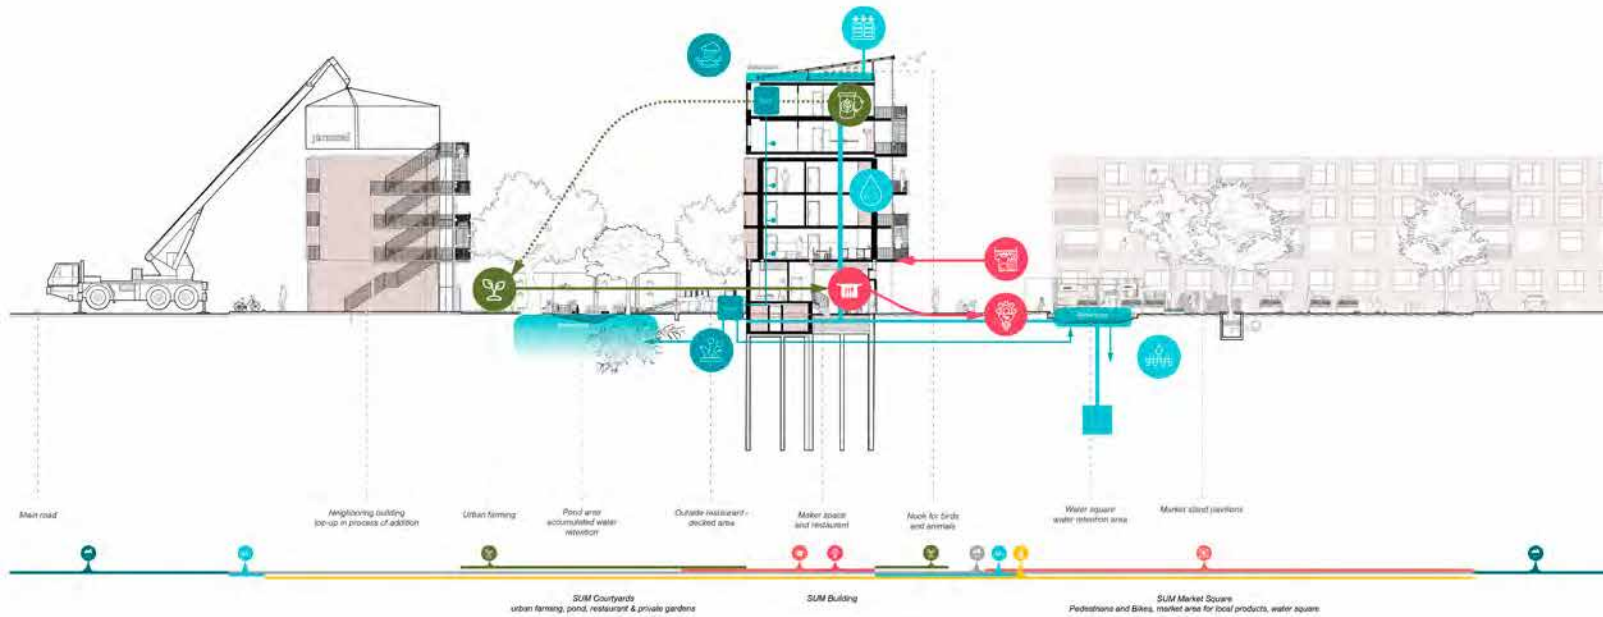 Main road
Neighboring building
top-up in process of addition
Urban farming
Pond area
accumulated water
retention
Outside restaurant -
decked area
Maker space
and restaurant
Nook for birds
and animals
Water square
water retention area
Market stand pavilions
SUM Courtyards
urban farming, pond, restaurant & private gardens
SUM Building
SUM Market Square
Pedestrians and Bikes, market area for local products, water square